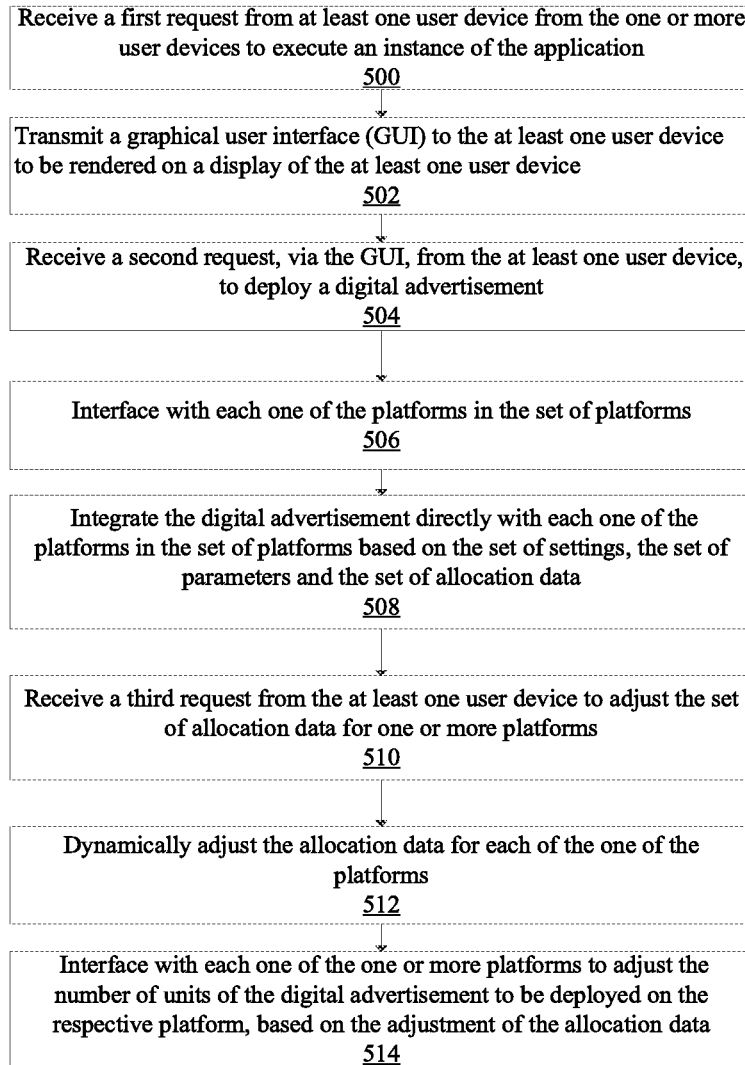 Receive a first request from at least one user device from the one or more
user devices to execute an instance of the application
500
Transmit a graphical user interface (GUI) to the at least one user device
to be rendered on a display of the at least one user device
502
Receive a second request, via the GUI, from the at least one user device,
to deploy a digital advertisement
504
Interface with each one of the platforms in the set of platforms
506
Integrate the digital advertisement directly with each one of the
platforms in the set of platforms based on the set of settings, the set of
parameters and the set of allocation data
508
Receive a third request from the at least one user device to adjust the set
of allocation data for one or more platforms
510
Dynamically adjust the allocation data for each of the one of the
platforms
512
Interface with each one of the one or more platforms to adjust the
number of units of the digital advertisement to be deployed on the
respective platform, based on the adjustment of the allocation data
514